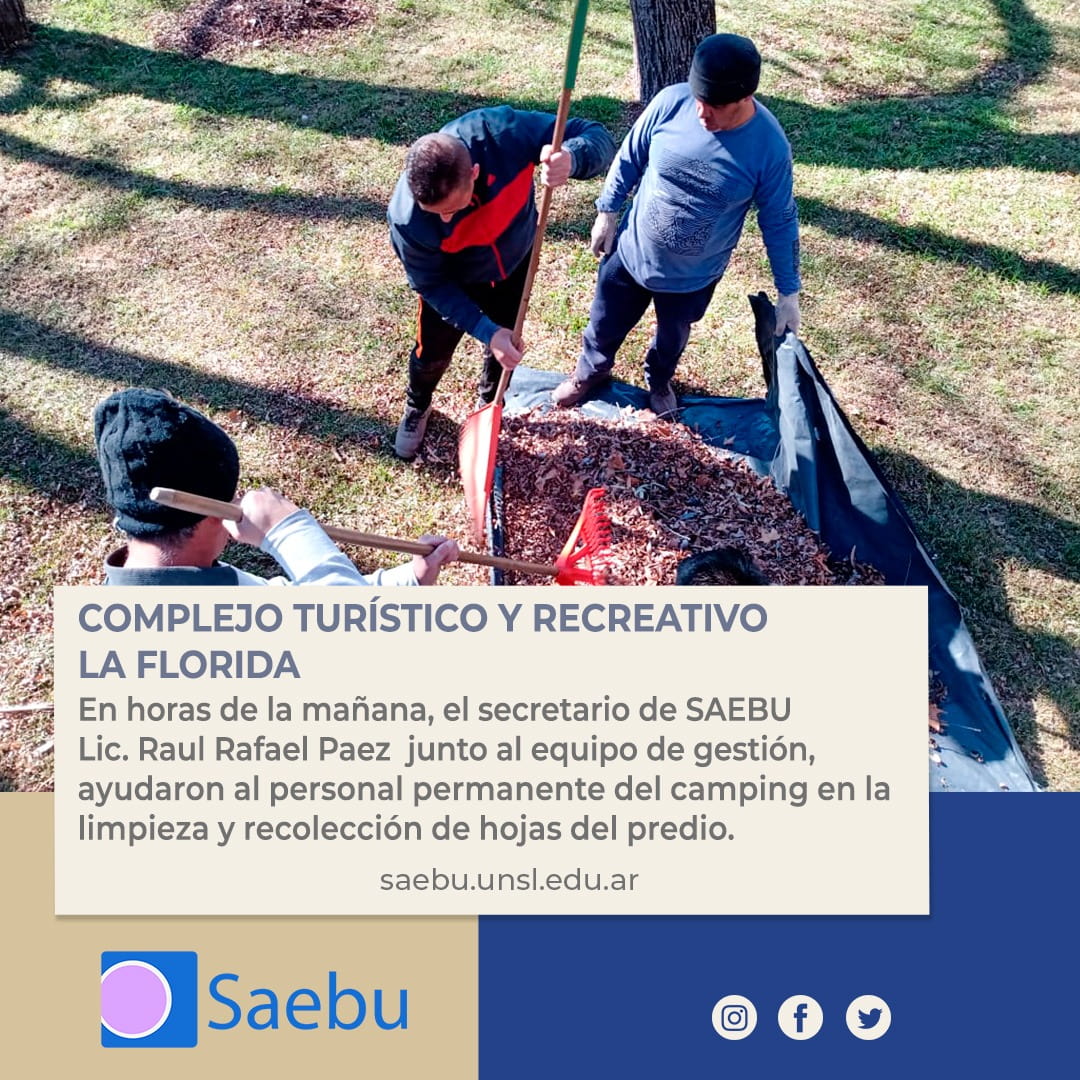 COMPLEJO TURÍSTICO Y RECREATIVO
LA FLORIDA
En horas de la mañana, el secretario de SAEBU
Lic. Raul Rafael Paez junto al equipo de gestión,
ayudaron al personal permanente del camping en la
limpieza y recolección de hojas del predio.
saebu.unsl.edu.ar
Saebu